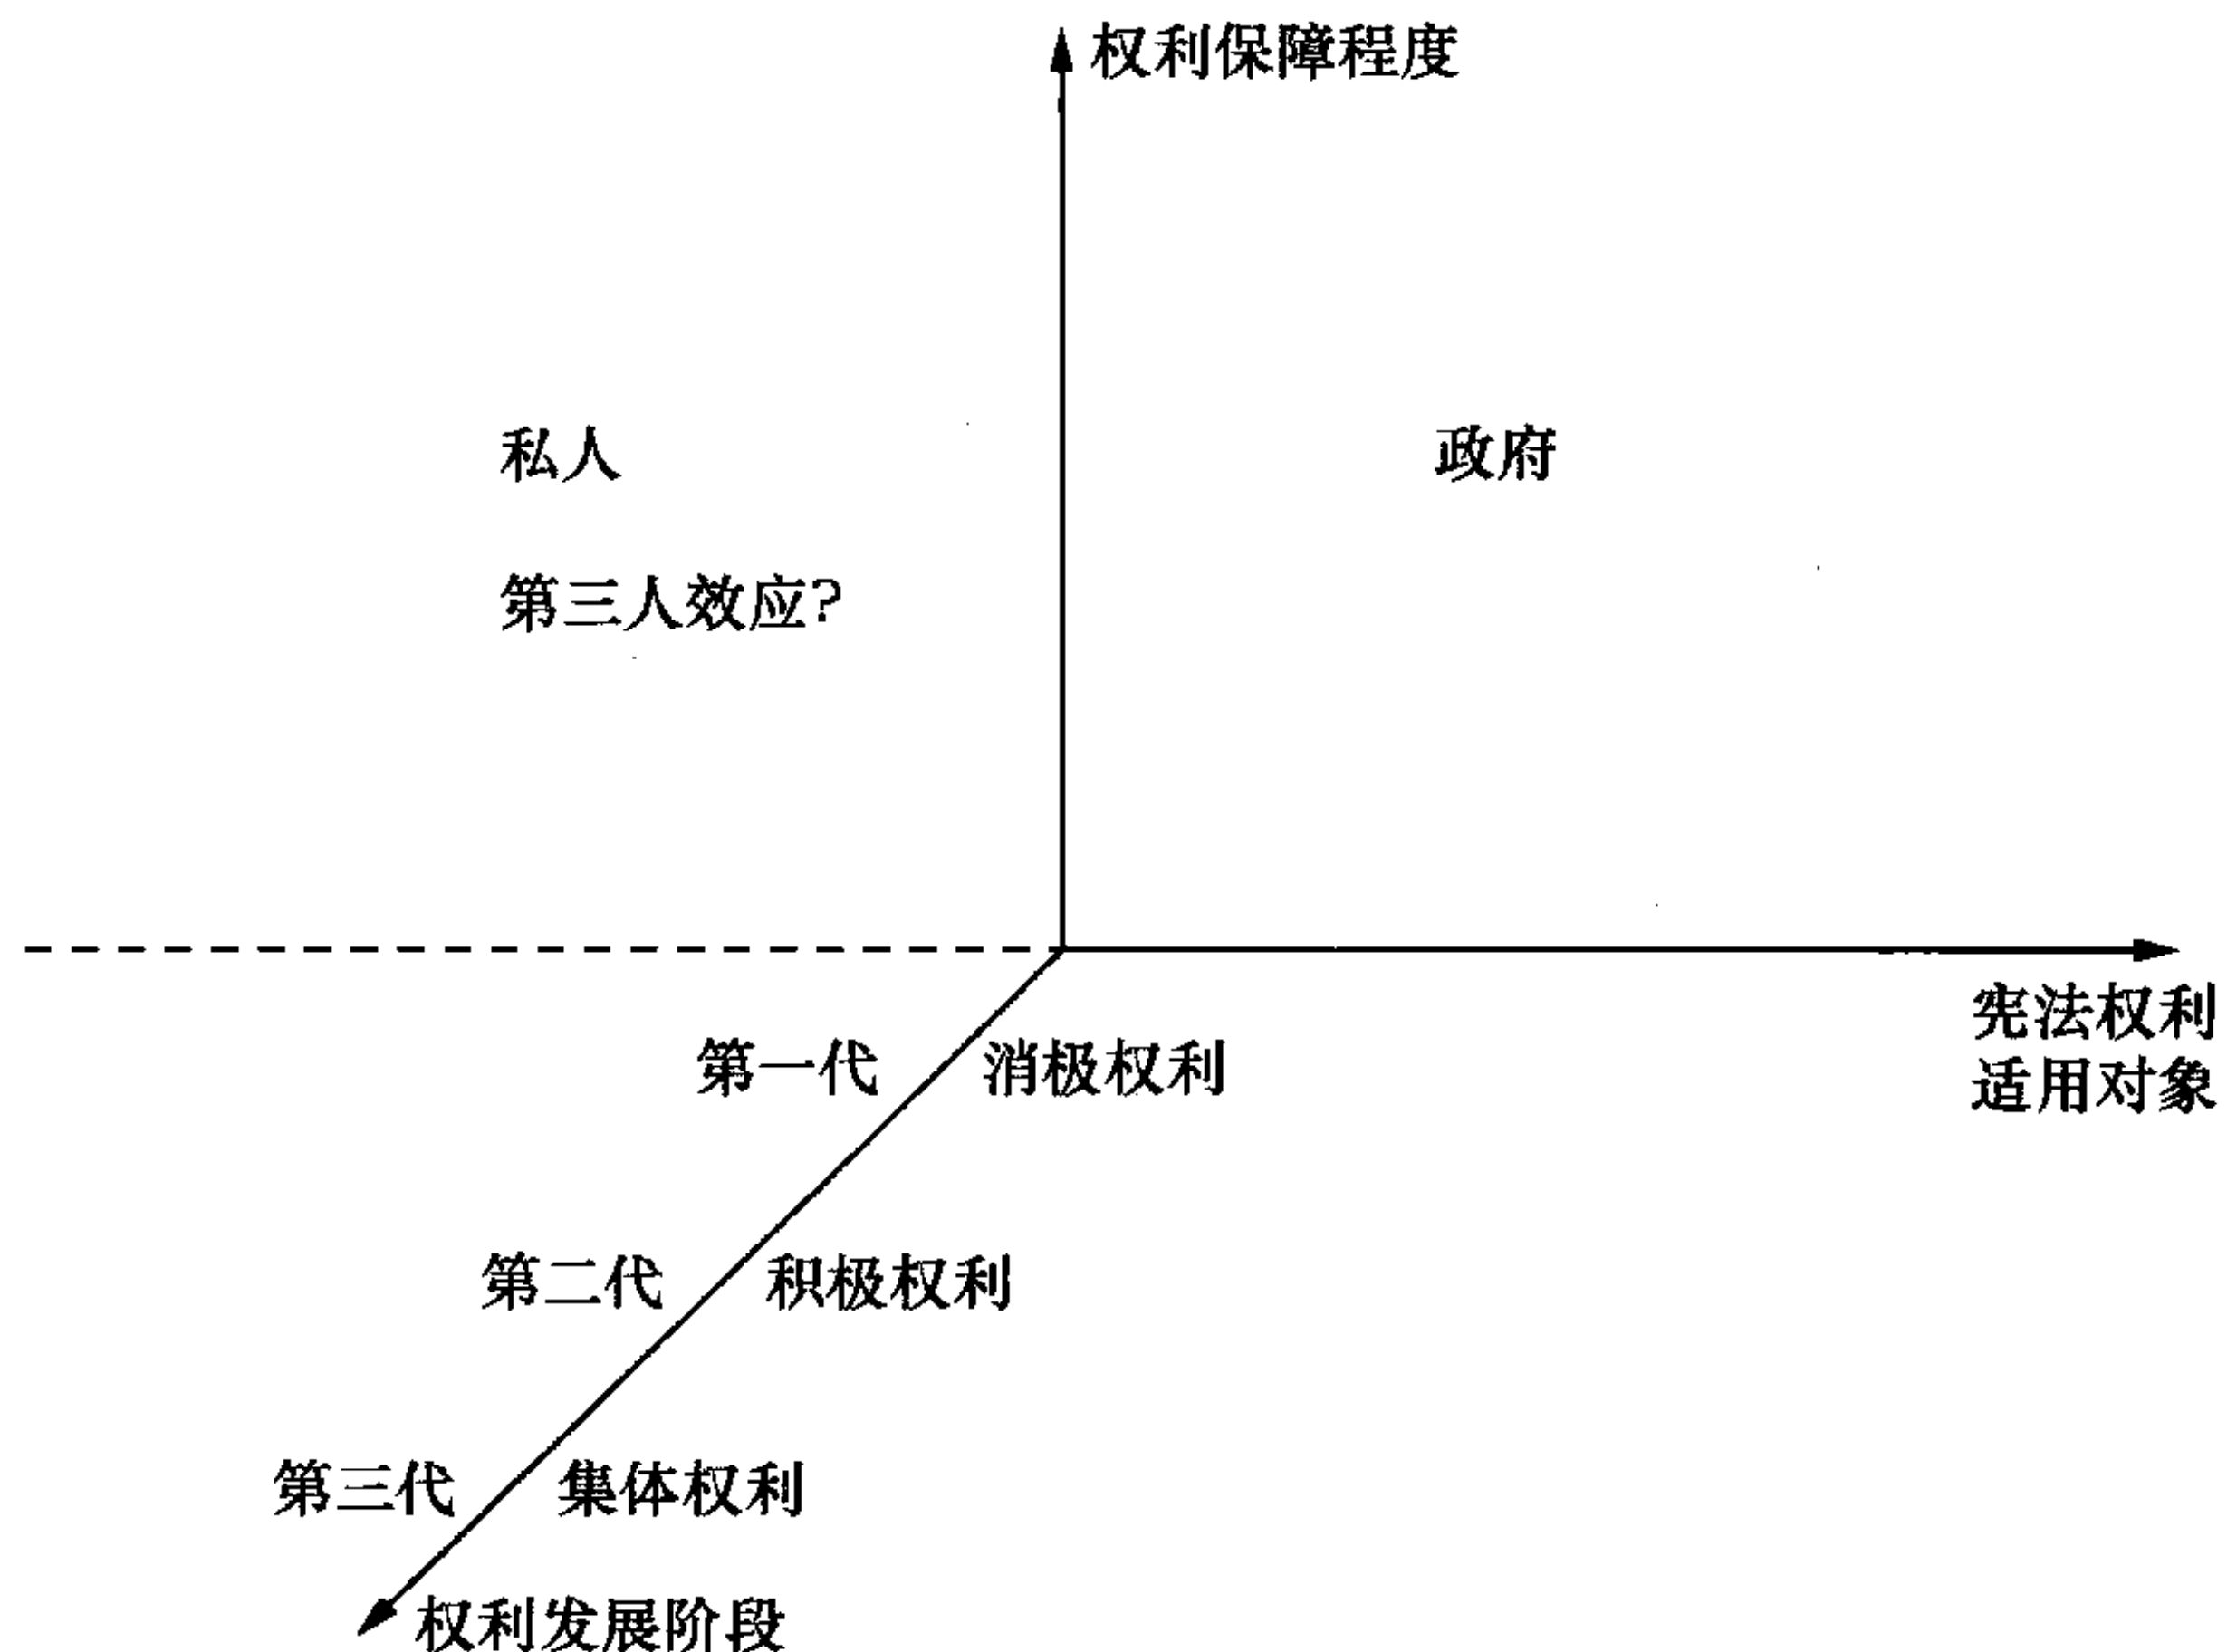 权利保障程度
私人
政府
第三人效应?
宪法权利
适用对象
第一代 消极权利
第二代 积极权利
第三代 集体权利
权利发展阶段